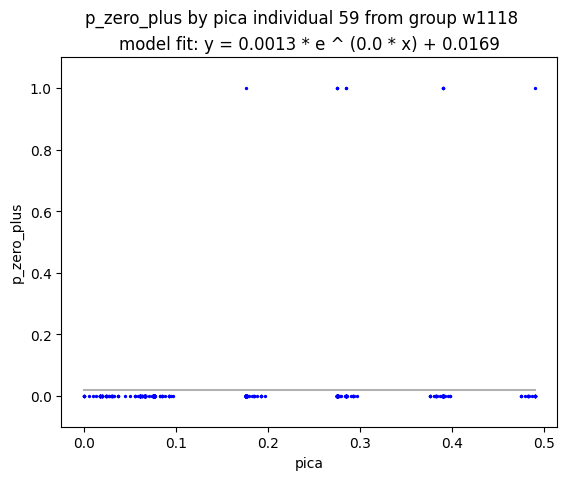 p_zero_plus by pica individual 59 from group w1118
model fit: y = 0.0013 * e ^ (0.0 * x) + 0.0169
1.0
0.8
0.6
0.4
0.2
0.0
p_zero_plus
0.0 0.1 0.2 0.3 0.4 0.5
pica